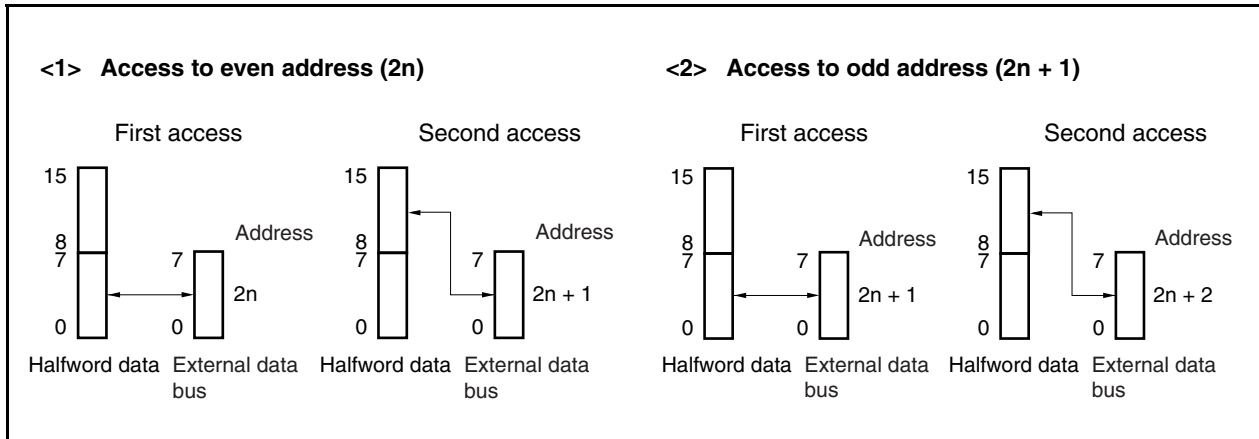 <1> Access to even address (2n)
First access
15
8
7
0
Halfword data
7
0
External data
bus
Address
2n
Second access
15
8
7
0
Halfword data
7
0
External data
bus
Address
2n + 1
<2> Access to odd address (2n + 1)
First access
15
8
7
0
Halfword data
7
0
External data
bus
Address
2n + 1
Second access
15
8
7
0
Halfword data
7
0
External data
bus
Address
2n + 2